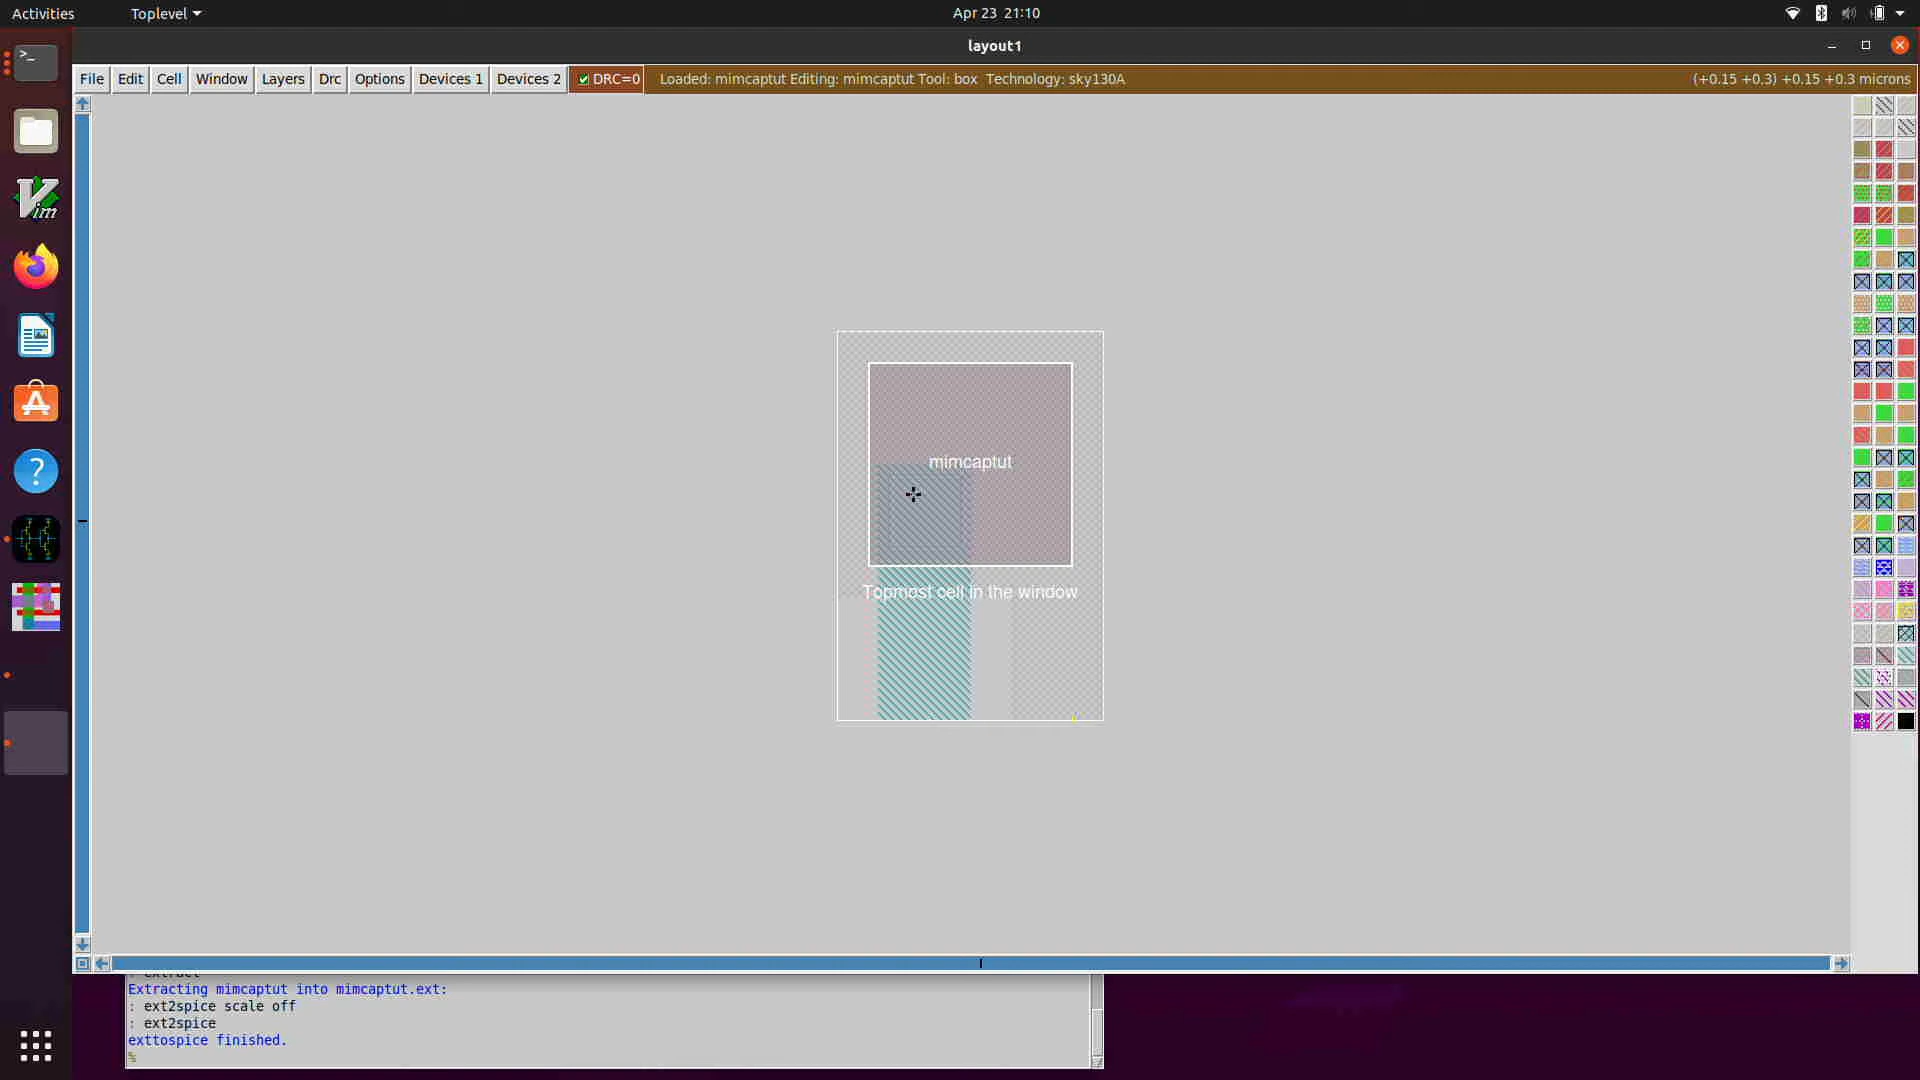 Activities
Toplevel
Apr 23 21:10
layout1
File Edit Cell Window Layers Drc Options Devices 1 Devices 2 DRC=0 Loaded: mimcaptut Editing: mimcaptut Tool: box Technology: sky130A (+0.15 +0.3) +0.15 +0.3 microns
mimcaptut
Topmost cell in the window
: extract
Extracting mimcaptut into mimcaptut.ext:
: ext2spice scale off
: ext2spice
exttospice finished.
%